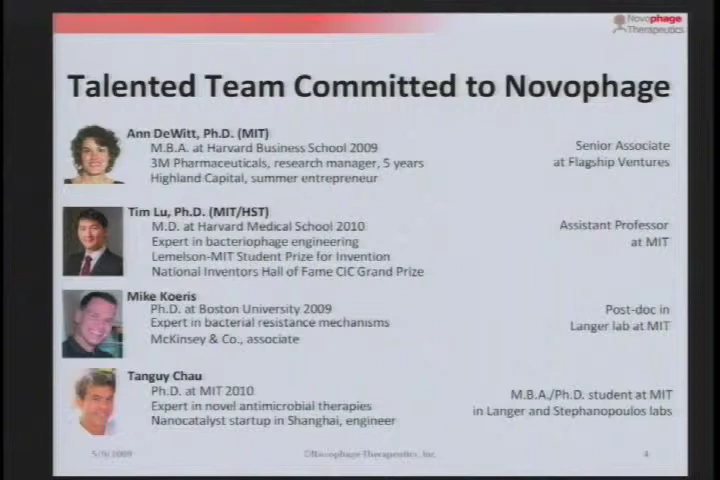 Novophage
Therapeutics
Talented Team Committed to Novophage
Ann DeWitt, Ph.D. (MIT)
M.B.A. at Harvard Business School 2009
3M Pharmaceuticals, research manager, 5 years
Highland Capital, summer entrepreneur
Senior Associate
at Flagship Ventures
Tim Lu, Ph.D. (MIT/HST)
M.D. at Harvard Medical School 2010
Expert in bacteriophage engineering
Lemelson-MIT Student Prize for Invention
National Inventors Hall of Fame CIC Grand Prize
Assistant Professor
at MIT
Mike Koeris
Ph.D. at Boston University 2009
Expert in bacterial resistance mechanisms
McKinsey & Co., associate
Post-doc in
Langer lab at MIT
Tanguy Chau
Ph.D. at MIT 2010
Expert in novel antimicrobial therapies
Nanocatalyst startup in Shanghai, engineer
M.B.A./Ph.D. student at MIT
in Langer and Stephanopoulos labs
©Novophage Therapeutics, Inc.
4